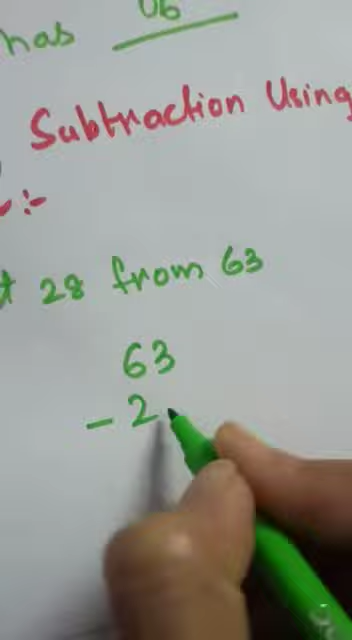 has 06
Subtraction Using
:-
28 from 63
63
- 2